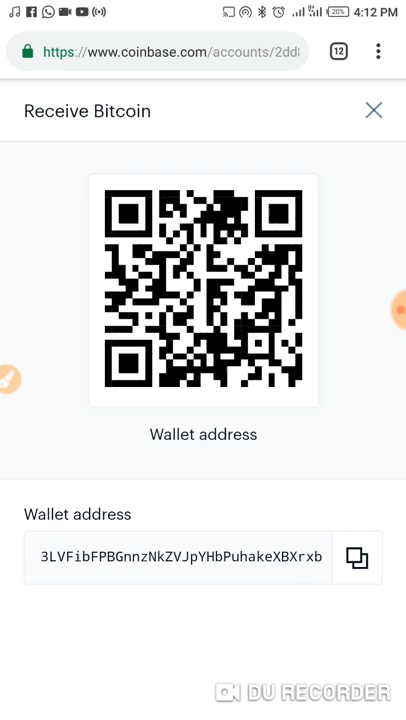 4:12 PM
20%
https://www.coinbase.com/accounts/2dd
12
Receive Bitcoin
Wallet address
Wallet address
3LVFibFPBGnnzNkZVJpYHbPuhakeXBXrxb
DU RECORDER